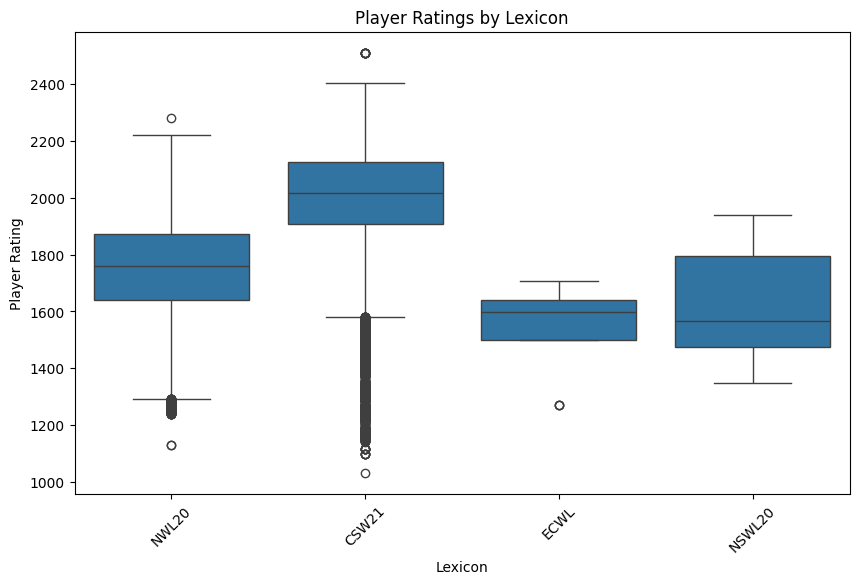 Player Ratings by Lexicon
Player Rating
2400
2200
2000
1800
1600
1400
1200
1000
NWL20
CSW21
ECWL
NSWL20
Lexicon